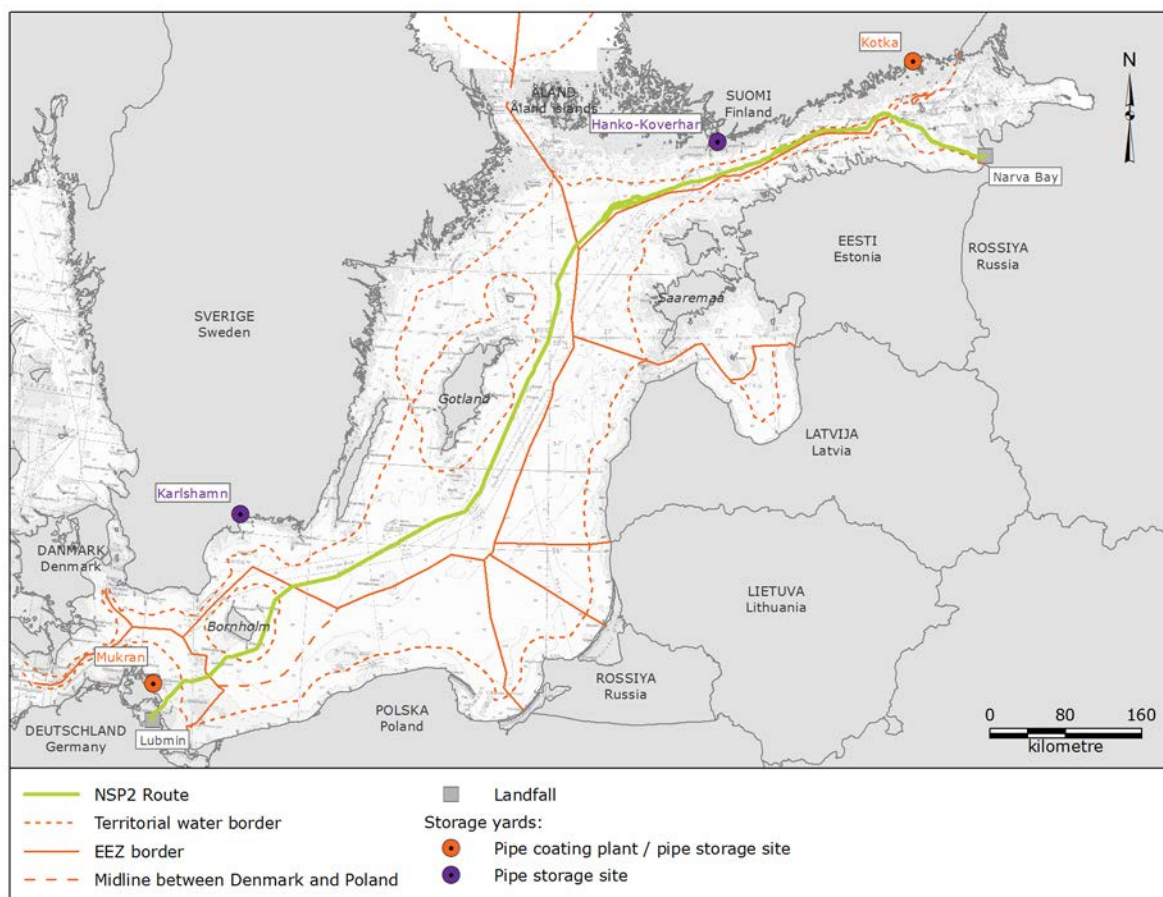 Kotka
N
ÅLAND
Åland islands
SUOMI
Finland
Hanko-Koverhar
Narva Bay
EESTI
Estonia
ROSSIYA
Russia
Saaremaa
SVERIGE
Sweden
Gotland
LATVIJA
Latvia
Karlshamn
DANMARK
Denmark
LIETUVA
Lithuania
Bornholm
Mukran
ROSSIYA
Russia
POLSKA
Poland
DEUTSCHLAND
Germany
Lubmin
0 80 160
kilometre
NSP2 Route
Territorial water border
EEZ border
Midline between Denmark and Poland
Landfall
Storage yards:
Pipe coating plant / pipe storage site
Pipe storage site